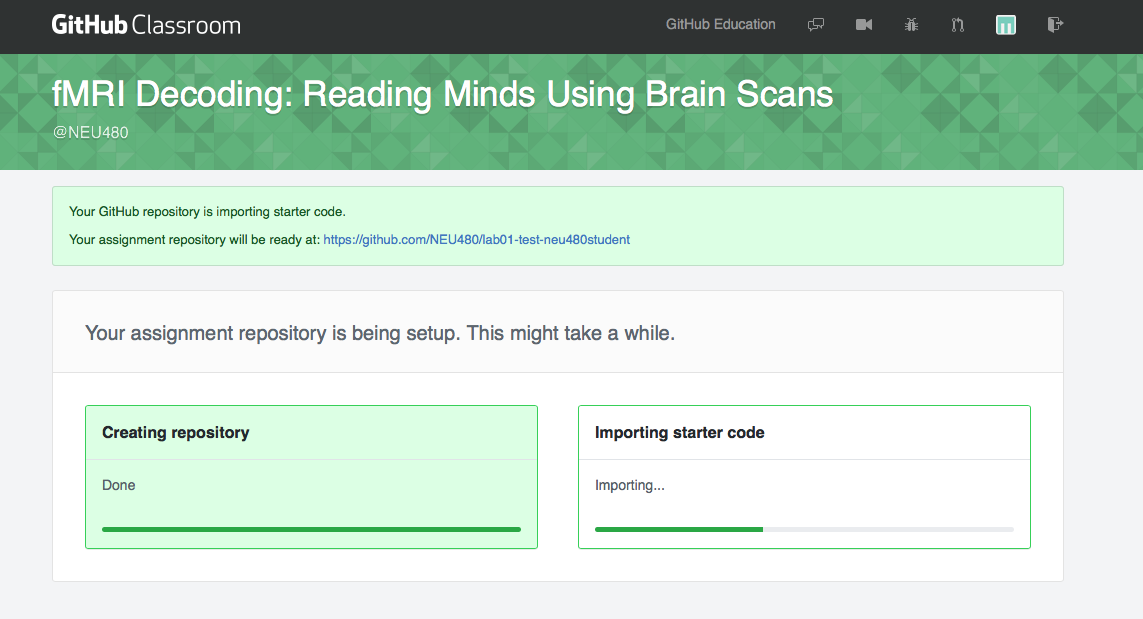 GitHub Classroom
GitHub Education
fMRI Decoding: Reading Minds Using Brain Scans
@NEU480
Your GitHub repository is importing starter code.
Your assignment repository will be ready at: https://github.com/NEU480/lab01-test-neu480student
Your assignment repository is being setup. This might take a while.
Creating repository
Done
Importing starter code
Importing...